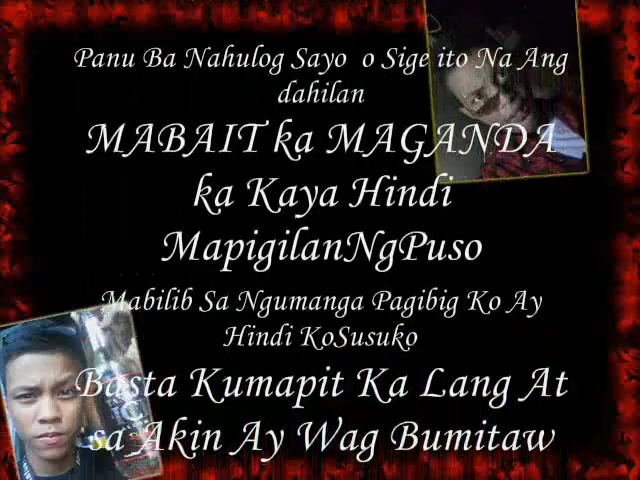 Panu Ba Nahulog Sayo o Sige ito Na Ang
dahilan
MABAIT ka MAGANDA
ka Kaya Hindi
MapigilanNgPuso
Mabilib Sa Ngumanga Pagibig Ko Ay
Hindi KoSusuko
Basta Kumapit Ka Lang At
sa Akin Ay Wag Bumitaw